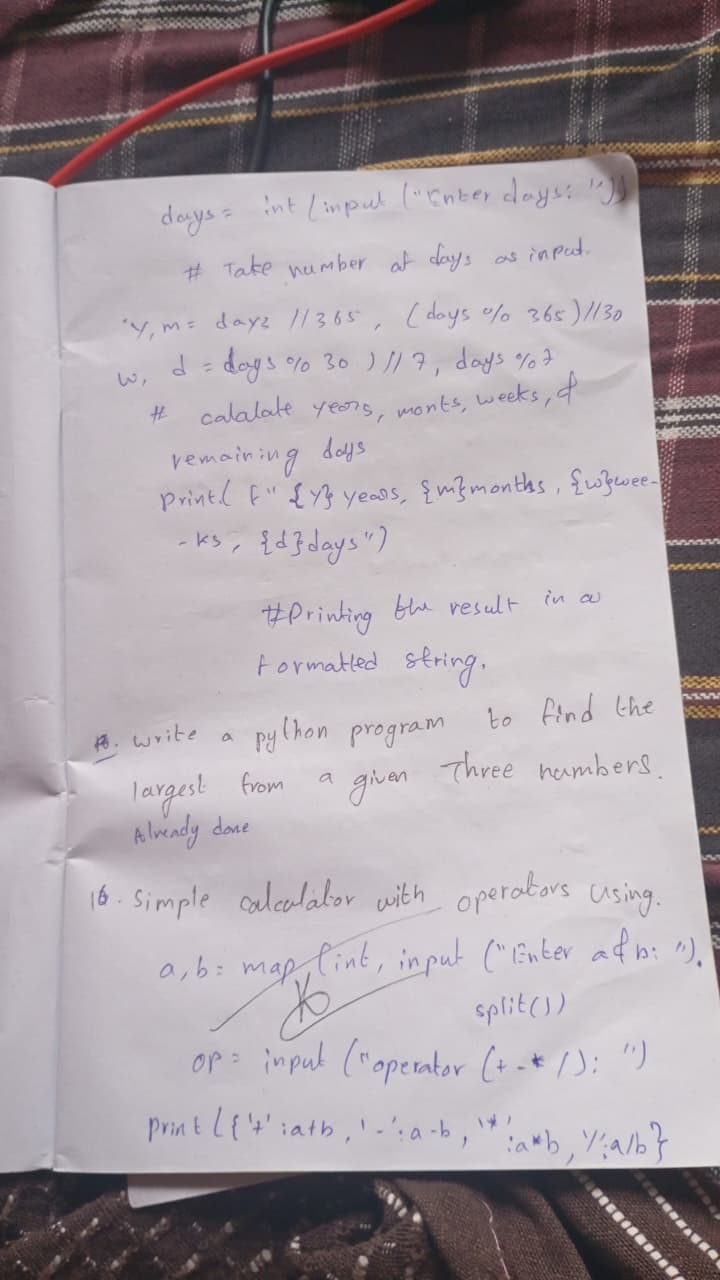 days = int (input ("Enter days: "))
# Take number of days as input.
y, m = days // 365, (days % 365) // 30
w, d = days % 30 ) // 7, days % 7
# calalate years, monts, weeks, &
remaining days
print( f" {y} years, {m}months, {w}wee-
-ks, {d}days")
#Printing the result in a
Formatted string.
write a python program to find the
largest from a given Three numbers.
Already done
16. Simple calculator with operators using.
a, b = map (int, input ("Enter a & b: ").
split())
op = input ("operator (+ - * /): ")
print ({'+' : a+b, '-' : a-b, '*' : a*b, '/' : a/b}